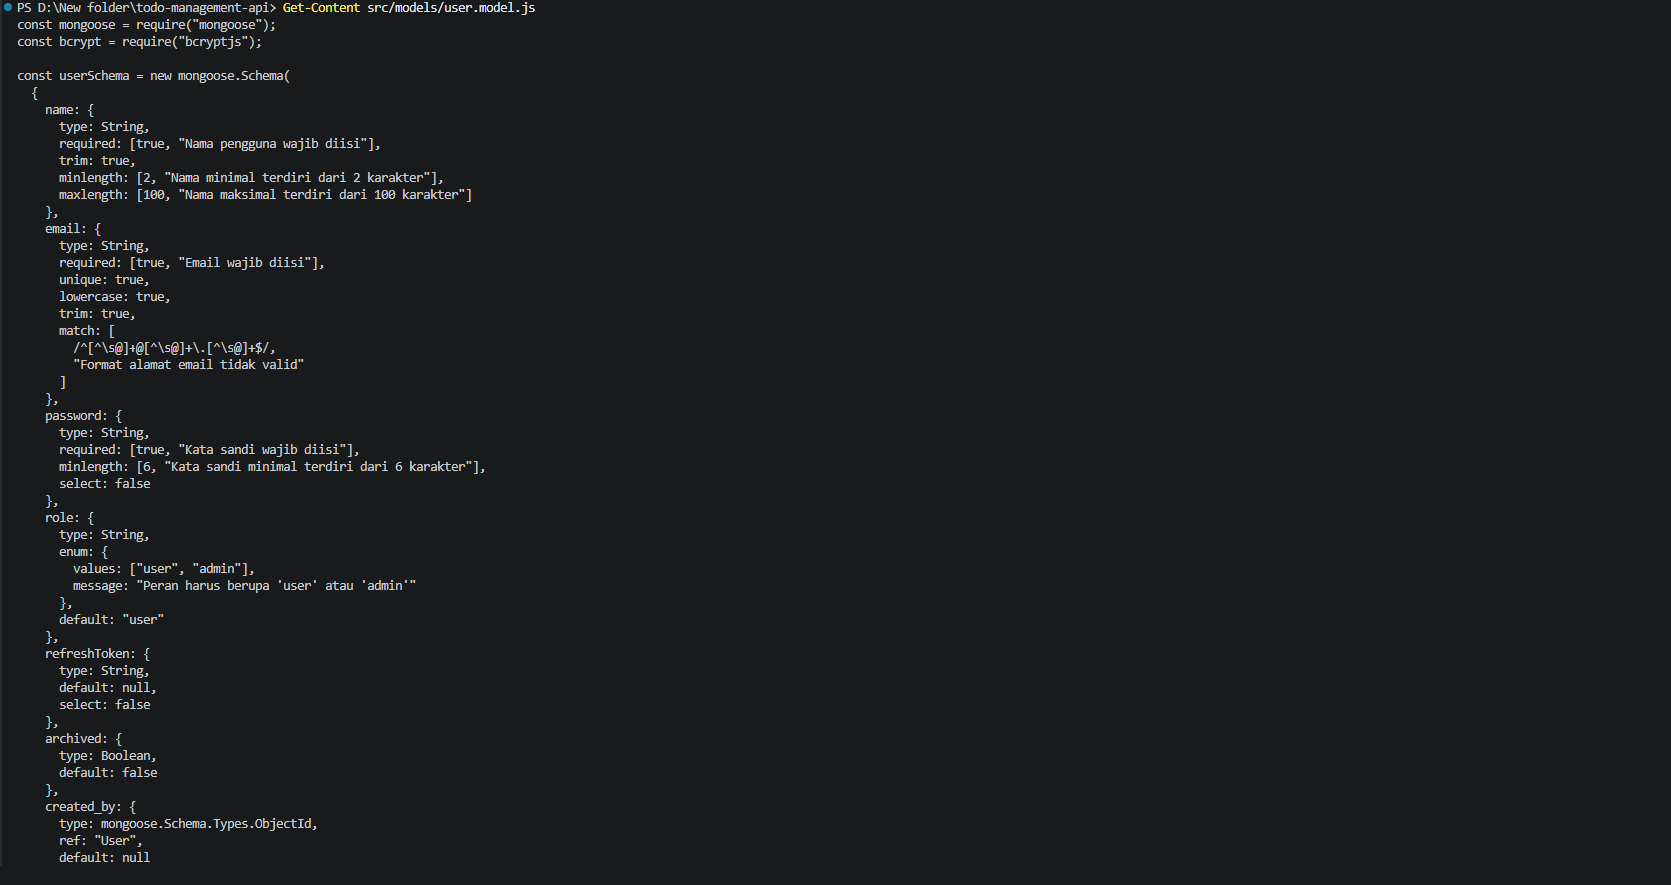 PS D:\New folder\todo-management-api> Get-Content src/models/user.model.js
const mongoose = require("mongoose");
const bcrypt = require("bcryptjs");

const userSchema = new mongoose.Schema(
  {
    name: {
      type: String,
      required: [true, "Nama pengguna wajib diisi"],
      trim: true,
      minlength: [2, "Nama minimal terdiri dari 2 karakter"],
      maxlength: [100, "Nama maksimal terdiri dari 100 karakter"]
    },
    email: {
      type: String,
      required: [true, "Email wajib diisi"],
      unique: true,
      lowercase: true,
      trim: true,
      match: [
        /^[^\s@]+@[^\s@]+\.[^\s@]+$/,
        "Format alamat email tidak valid"
      ]
    },
    password: {
      type: String,
      required: [true, "Kata sandi wajib diisi"],
      minlength: [6, "Kata sandi minimal terdiri dari 6 karakter"],
      select: false
    },
    role: {
      type: String,
      enum: {
        values: ["user", "admin"],
        message: "Peran harus berupa 'user' atau 'admin'"
      },
      default: "user"
    },
    refreshToken: {
      type: String,
      default: null,
      select: false
    },
    archived: {
      type: Boolean,
      default: false
    },
    created_by: {
      type: mongoose.Schema.Types.ObjectId,
      ref: "User",
      default: null